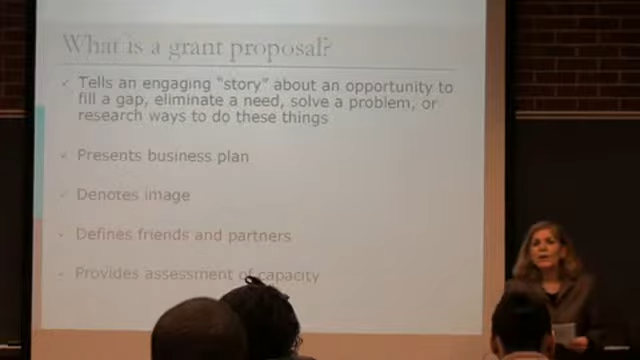 What is a grant proposal?
Tells an engaging "story" about an opportunity to
fill a gap, eliminate a need, solve a problem, or
research ways to do these things
Presents business plan
Denotes image
Defines friends and partners
Provides assessment of capacity